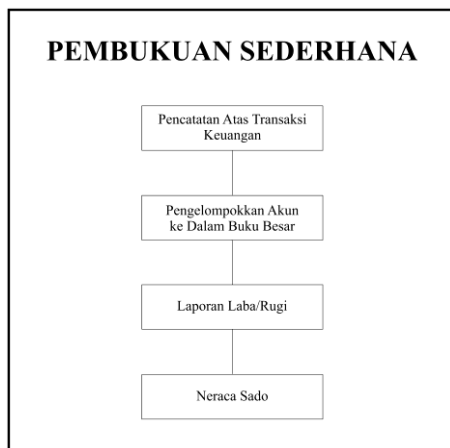 PEMBUKUAN SEDERHANA
Pencatatan Atas Transaksi
Keuangan
Pengelompokkan Akun
ke Dalam Buku Besar
Laporan Laba/Rugi
Neraca Sado